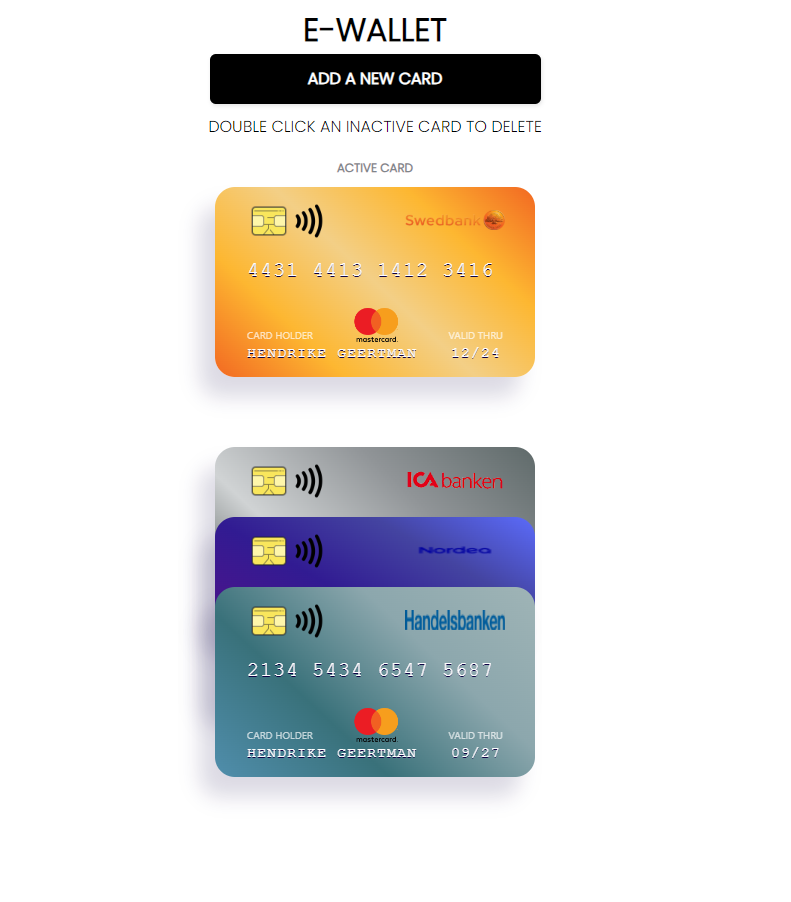 E-WALLET
ADD A NEW CARD
DOUBLE CLICK AN INACTIVE CARD TO DELETE
ACTIVE CARD
Swedbank
4431 4413 1412 3416
mastercard.
CARD HOLDER VALID THRU
HENDRIKE GEERTMAN 12/24
ICA banken
Nordea
Handelsbanken
2134 5434 6547 5687
mastercard.
CARD HOLDER VALID THRU
HENDRIKE GEERTMAN 09/27